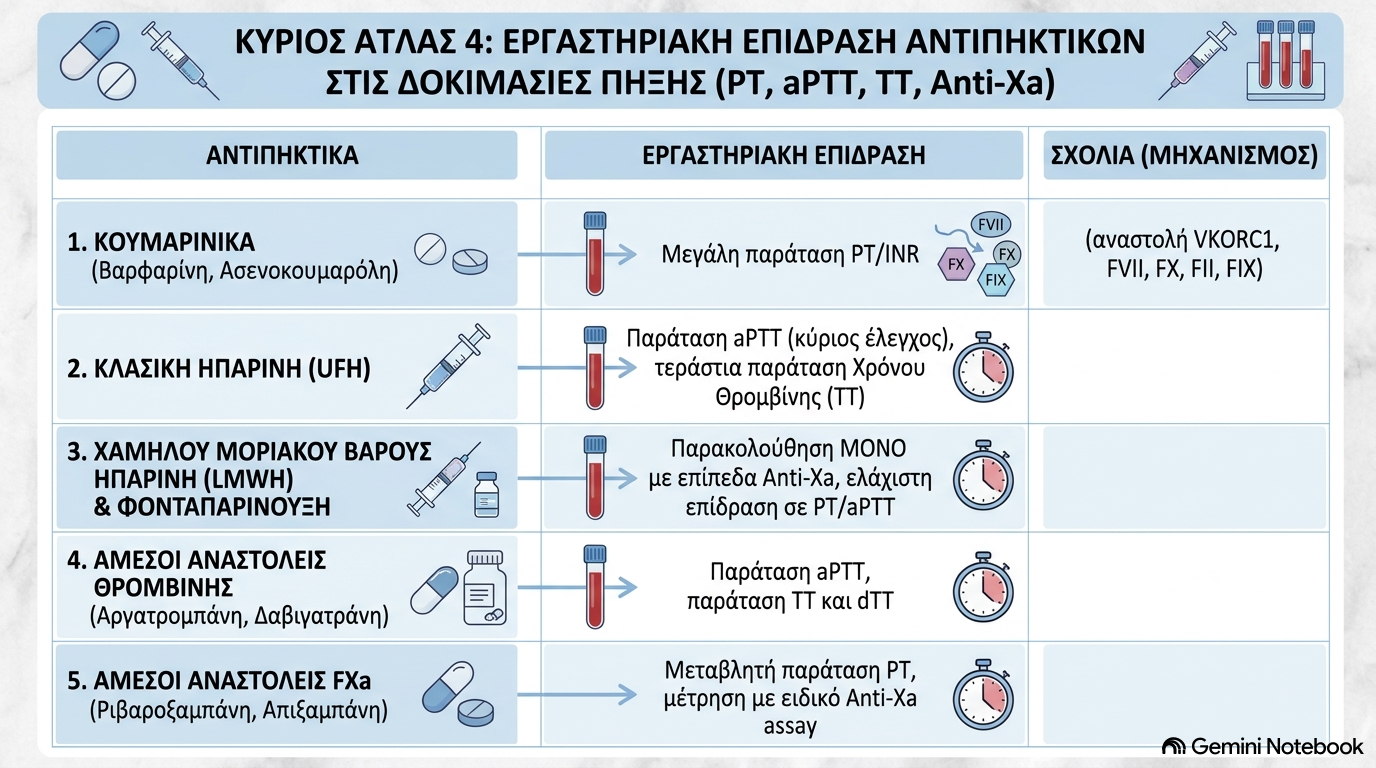 ΚΥΡΙΟΣ ΑΤΛΑΣ 4: ΕΡΓΑΣΤΗΡΙΑΚΗ ΕΠΙΔΡΑΣΗ ΑΝΤΙΠΗΚΤΙΚΩΝ
ΣΤΙΣ ΔΟΚΙΜΑΣΙΕΣ ΠΗΞΗΣ (PT, aPTT, TT, Anti-Xa)
ΑΝΤΙΠΗΚΤΙΚΑ
ΕΡΓΑΣΤΗΡΙΑΚΗ ΕΠΙΔΡΑΣΗ
ΣΧΟΛΙΑ (ΜΗΧΑΝΙΣΜΟΣ)
1. ΚΟΥΜΑΡΙΝΙΚΑ
(Βαρφαρίνη, Ασενοκουμαρόλη)
Μεγάλη παράταση PT/INR
FVII
FX
FX
FIX
(αναστολή VKORC1,
FVII, FX, FII, FIX)
2. ΚΛΑΣΙΚΗ ΗΠΑΡΙΝΗ (UFH)
Παράταση aPTT (κύριος έλεγχος),
τεράστια παράταση Χρόνου
Θρομβίνης (TT)
3. ΧΑΜΗΛΟΥ ΜΟΡΙΑΚΟΥ ΒΑΡΟΥΣ
ΗΠΑΡΙΝΗ (LMWH)
& ΦΟΝΤΑΠΑΡΙΝΟΥΞΗ
Παρακολούθηση ΜΟΝΟ
με επίπεδα Anti-Xa, ελάχιστη
επίδραση σε PT/aPTT
4. ΑΜΕΣΟΙ ΑΝΑΣΤΟΛΕΙΣ
ΘΡΟΜΒΙΝΗΣ
(Αργατρομπάνη, Δαβιγατράνη)
Παράταση aPTT,
παράταση TT και dTT
5. ΑΜΕΣΟΙ ΑΝΑΣΤΟΛΕΙΣ FXa
(Ριβαροξαμπάνη, Απιξαμπάνη)
Μεταβλητή παράταση PT,
μέτρηση με ειδικό Anti-Xa
assay
Gemini Notebook